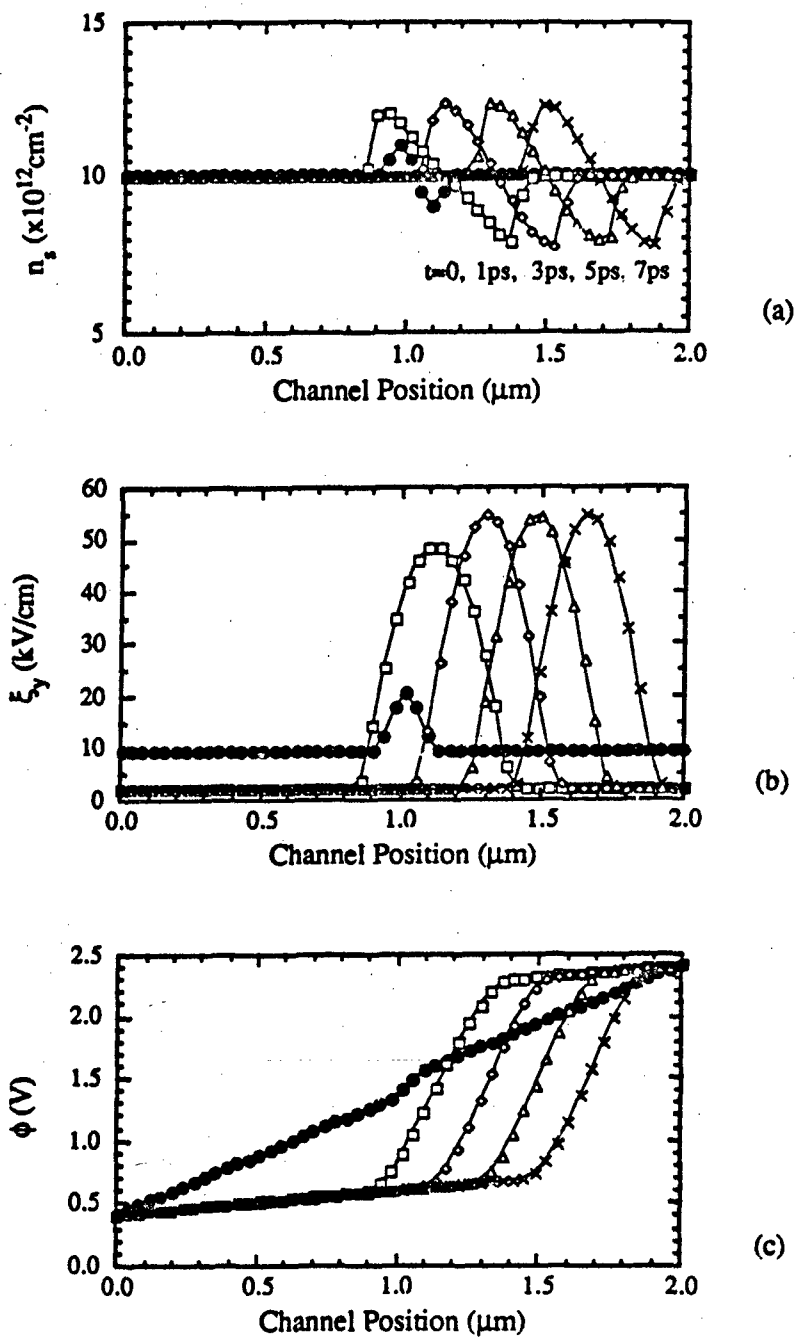 15
10
5
n_s (x10^12 cm^-2)
t=0, 1ps, 3ps, 5ps, 7ps
0.0 0.5 1.0 1.5 2.0
Channel Position (μm)
(a)
60
50
40
30
20
10
0
ξ_y (kV/cm)
0.0 0.5 1.0 1.5 2.0
Channel Position (μm)
(b)
2.5
2.0
1.5
1.0
0.5
0.0
ϕ (V)
0.0 0.5 1.0 1.5 2.0
Channel Position (μm)
(c)